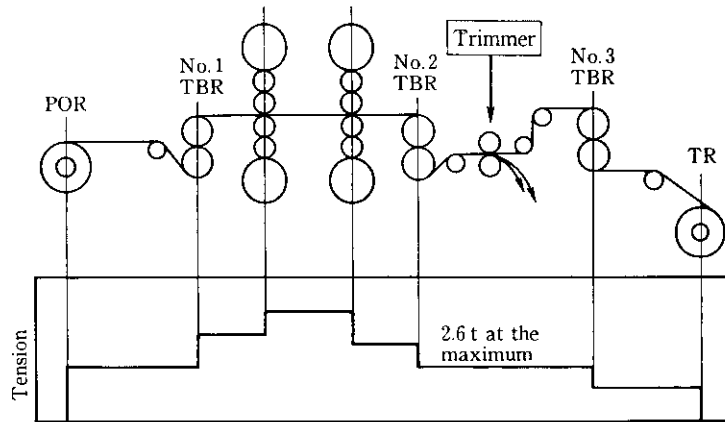 Trimmer
No.1
TBR
No.2
TBR
No.3
TBR
POR
TR
Tension
2.6 t at the
maximum